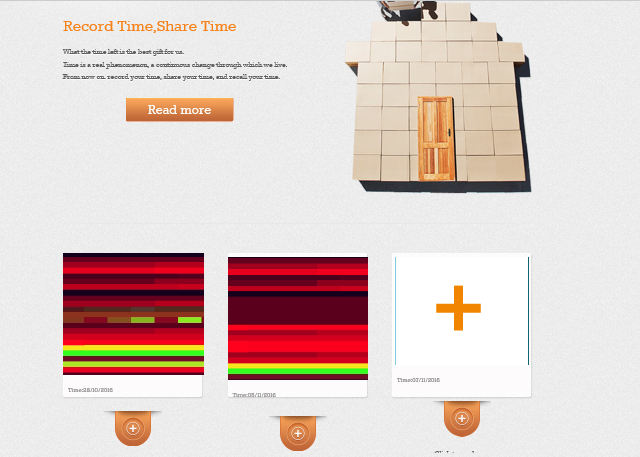 Record Time,Share Time
What the time left is the best gift for us.
Time is a real phenomenon, a continuous change through which we live.
From now on. record your time, share your time, and recall your time.
Read more
Time:28/10/2016
Time:05/11/2016
Time:07/11/2016